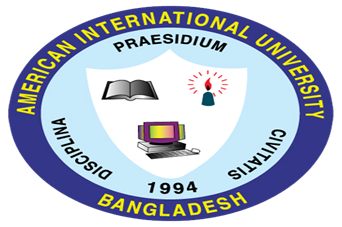 AMERICAN INTERNATIONAL UNIVERSITY
PRAESIDIUM
DISCIPLINA
CIVITATIS
1994
BANGLADESH